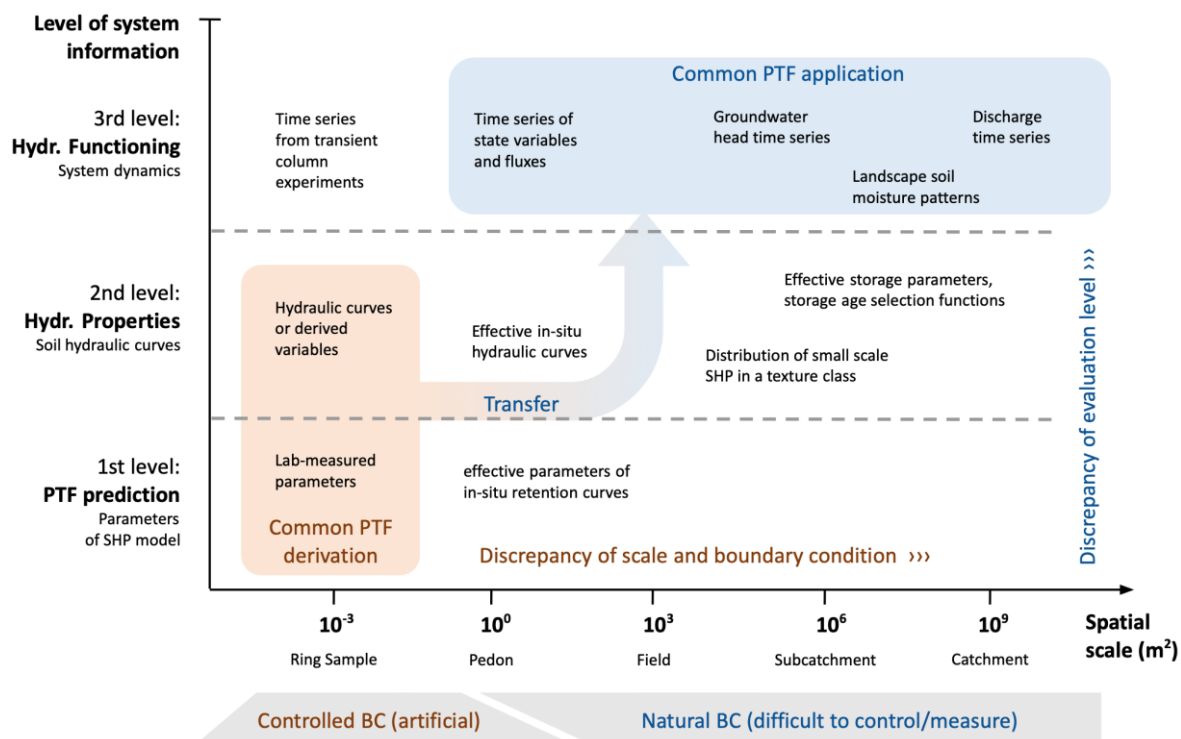 Level of system
information
Common PTF application
3rd level:
Hydr. Functioning
System dynamics
Time series
from transient
column
experiments
Time series of
state variables
and fluxes
Groundwater
head time series
Discharge
time series
Landscape soil
moisture patterns
2nd level:
Hydr. Properties
Soil hydraulic curves
Hydraulic curves
or derived
variables
Effective in-situ
hydraulic curves
Effective storage parameters,
storage age selection functions
Distribution of small scale
SHP in a texture class
Transfer
Discrepancy of evaluation level ›››
1st level:
PTF prediction
Parameters
of SHP model
Lab-measured
parameters
effective parameters of
in-situ retention curves
Common PTF
derivation
Discrepancy of scale and boundary condition ›››
10⁻³
10⁰
10³
10⁶
10⁹
Spatial
scale (m²)
Ring Sample
Pedon
Field
Subcatchment
Catchment
Controlled BC (artificial)
Natural BC (difficult to control/measure)